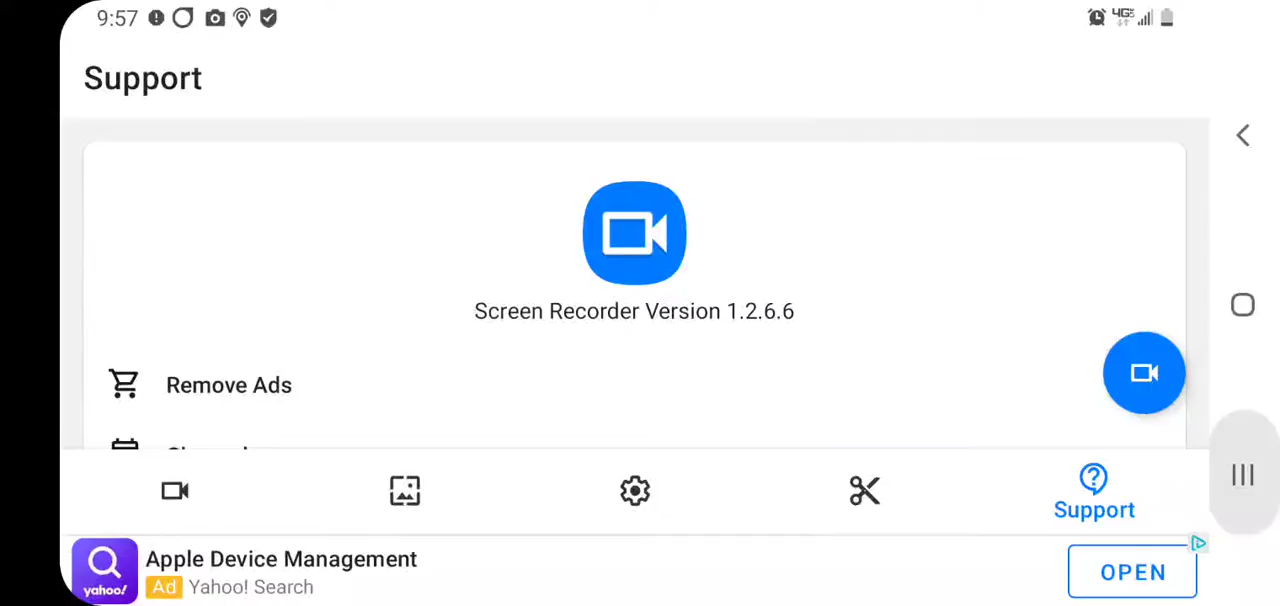 9:57
4GE
Support
Screen Recorder Version 1.2.6.6
Remove Ads
Support
Apple Device Management
OPEN
yahoo!
Ad Yahoo! Search